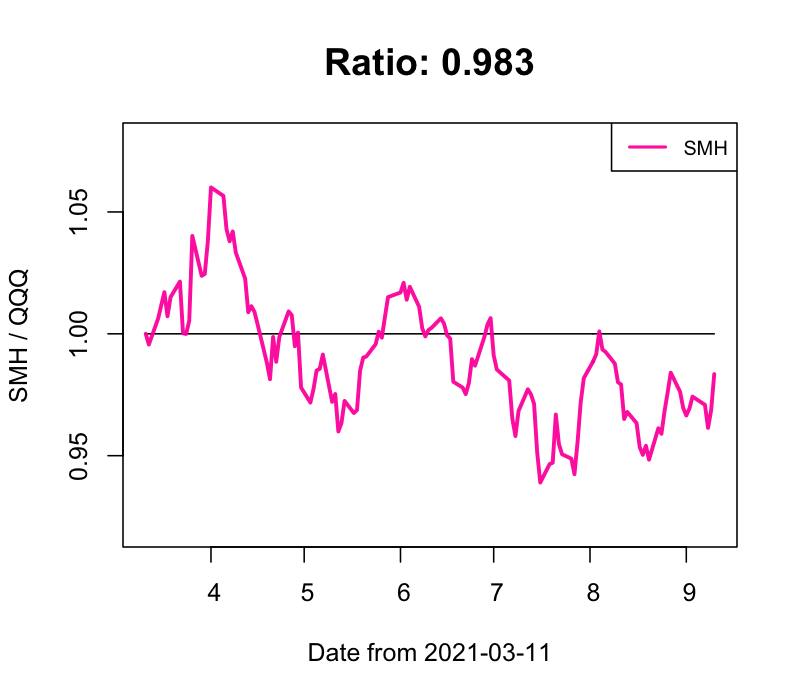 Ratio: 0.983
SMH
SMH / QQQ
1.05
1.00
0.95
4 5 6 7 8 9
Date from 2021-03-11